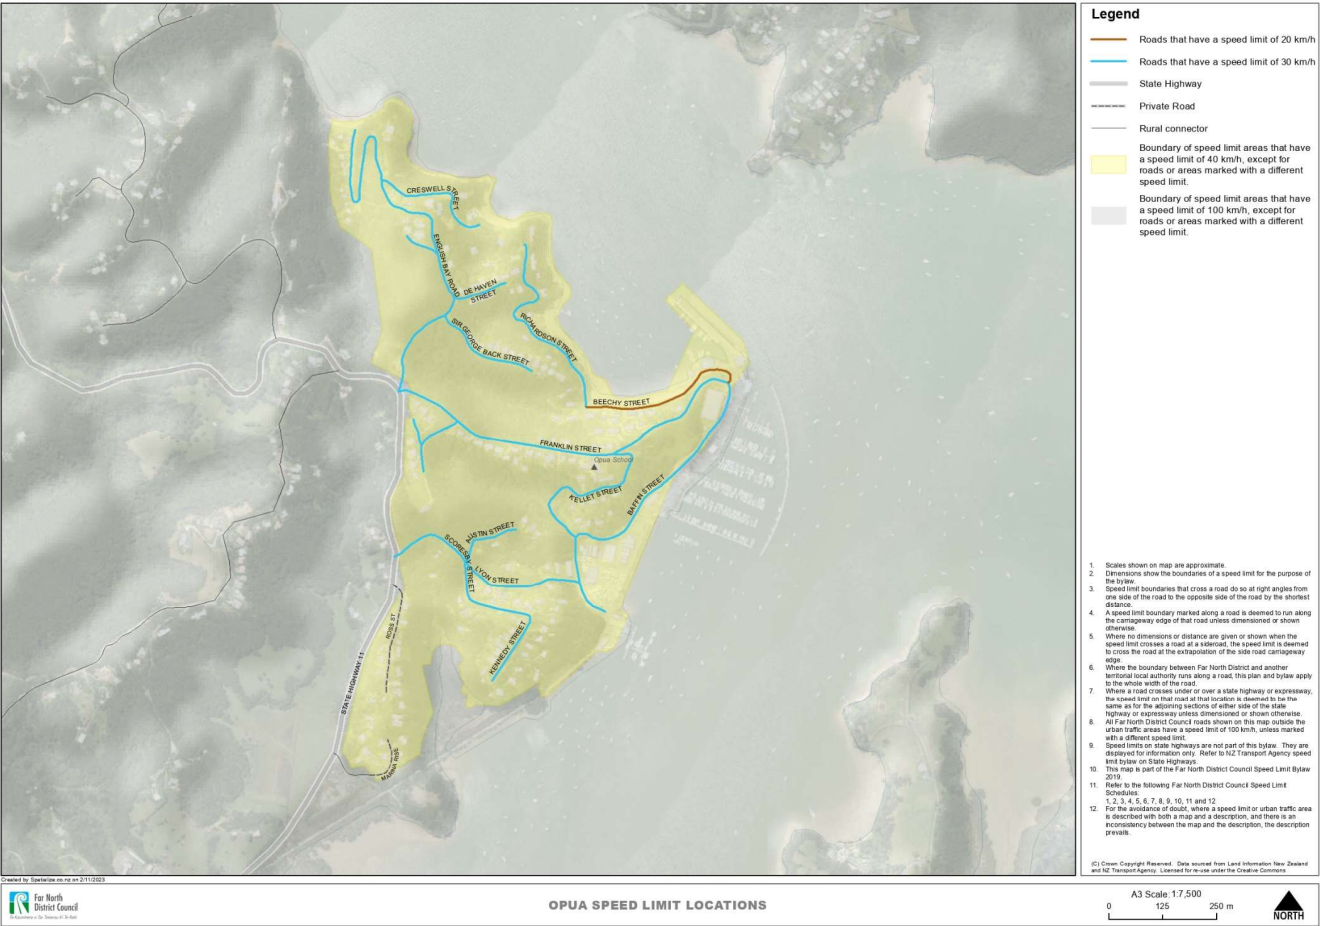 CRESWELL STREET
ENGLISH BAY ROAD
DE HAVEN
STREET
SIR GEORGE BACK STREET
RICHARDSON STREET
BEECHY STREET
FRANKLIN STREET
Opua School
KELLET STREET
BAFFIN STREET
AUSTIN STREET
SCORESBY STREET
LYON STREET
KENNEDY STREET
ROSS ST
STATE HIGHWAY 11
MARINA RISE
Legend
Roads that have a speed limit of 20 km/h
Roads that have a speed limit of 30 km/h
State Highway
Private Road
Rural connector
Boundary of speed limit areas that have
a speed limit of 40 km/h, except for
roads or areas marked with a different
speed limit.
Boundary of speed limit areas that have
a speed limit of 100 km/h, except for
roads or areas marked with a different
speed limit.
1. Scales shown on map are approximate.
2. Dimensions show the boundaries of a speed limit for the purpose of
the bylaw.
3. Speed limit boundaries that cross a road do so at right angles from
one side of the road to the opposite side of the road by the shortest
distance.
4. A speed limit boundary marked along a road is deemed to run along
the carriageway edge of that road unless dimensioned or shown
otherwise.
5. Where no dimensions or distance are given or shown when the
speed limit crosses a road at a sideroad, the speed limit is deemed
to cross the road at the extrapolation of the side road carriageway
edge.
6. Where the boundary between Far North District and another
territorial local authority runs along a road, this plan and bylaw apply
to the whole width of the road.
7. Where a road crosses under or over a state highway or expressway,
the speed limit on that road at that location is deemed to be the
same as for the adjoining sections of either side of the state
highway or expressway unless dimensioned or shown otherwise.
8. All Far North District Council roads shown on this map outside the
urban traffic areas have a speed limit of 100 km/h, unless marked
with a different speed limit.
9. Speed limits on state highways are not part of this bylaw. They are
displayed for information only. Refer to NZ Transport Agency speed
limit bylaw on State Highways.
10. This map is part of the Far North District Council Speed Limit Bylaw
2019.
11. Refer to the following Far North District Council Speed Limit
Schedules:
1, 2, 3, 4, 5, 6, 7, 8, 9, 10, 11 and 12
12. For the avoidance of doubt, where a speed limit or urban traffic area
is described with both a map and a description, and there is an
inconsistency between the map and the description, the description
prevails.
(C) Crown Copyright Reserved. Data sourced from Land Information New Zealand
and NZ Transport Agency. Licensed for re-use under the Creative Commons
Created by Spatialize.co.nz on 2/11/2023
Far North
District Council
OPUA SPEED LIMIT LOCATIONS
A3 Scale: 1:7,500
0 125 250 m
NORTH